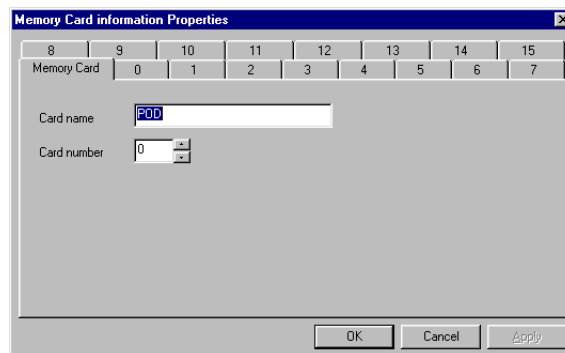 Memory Card information Properties
8 9 10 11 12 13 14 15
Memory Card 0 1 2 3 4 5 6 7
Card name POD
Card number 0
OK Cancel Apply